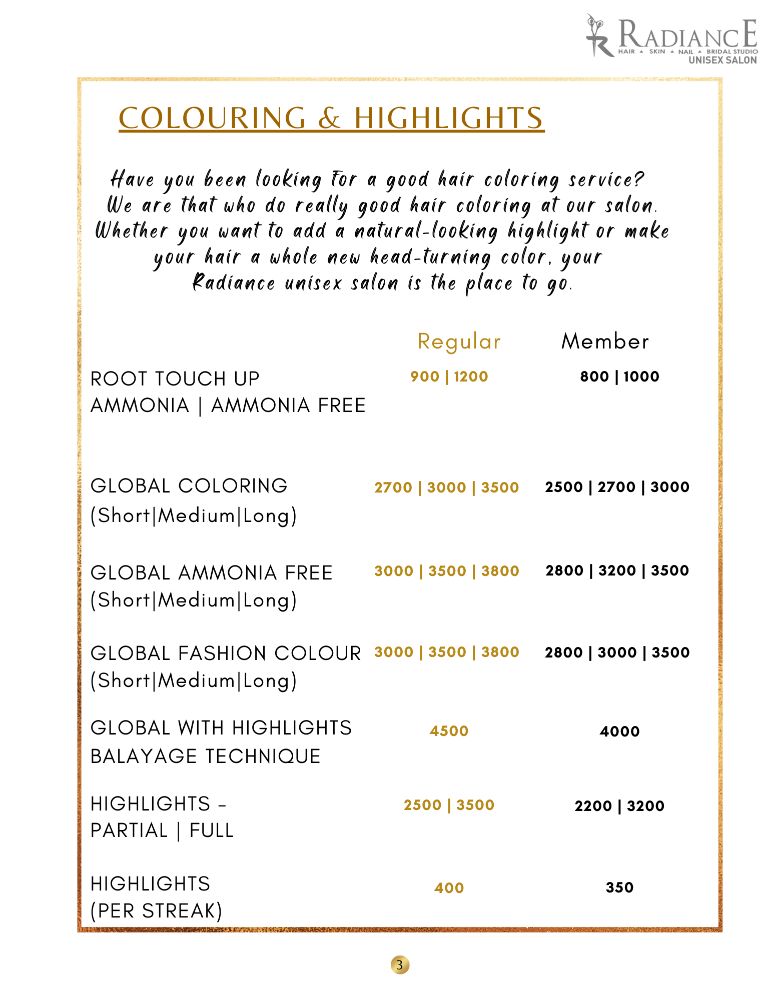 RADIANCE
HAIR • SKIN • NAIL • BRIDAL STUDIO
UNISEX SALON
COLOURING & HIGHLIGHTS
Have you been looking for a good hair coloring service?
We are that who do really good hair coloring at our salon.
Whether you want to add a natural-looking highlight or make
your hair a whole new head-turning color, your
Radiance unisex salon is the place to go.
Regular Member
ROOT TOUCH UP 900 | 1200 800 | 1000
AMMONIA | AMMONIA FREE
GLOBAL COLORING 2700 | 3000 | 3500 2500 | 2700 | 3000
(Short|Medium|Long)
GLOBAL AMMONIA FREE 3000 | 3500 | 3800 2800 | 3200 | 3500
(Short|Medium|Long)
GLOBAL FASHION COLOUR 3000 | 3500 | 3800 2800 | 3000 | 3500
(Short|Medium|Long)
GLOBAL WITH HIGHLIGHTS 4500 4000
BALAYAGE TECHNIQUE
HIGHLIGHTS - 2500 | 3500 2200 | 3200
PARTIAL | FULL
HIGHLIGHTS 400 350
(PER STREAK)
3